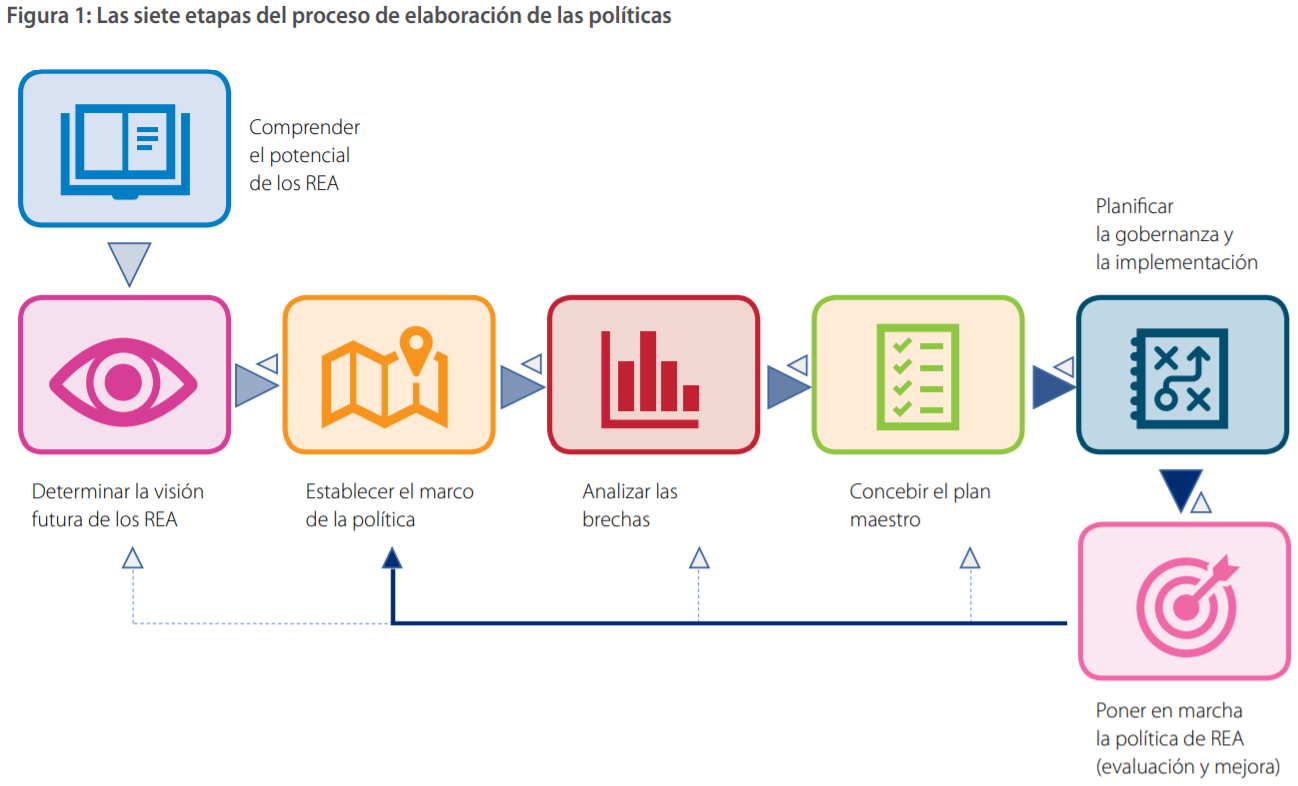 Figura 1: Las siete etapas del proceso de elaboración de las políticas
Comprender
el potencial
de los REA
Planificar
la gobernanza y
la implementación
Determinar la visión
futura de los REA
Establecer el marco
de la política
Analizar las
brechas
Concebir el plan
maestro
Poner en marcha
la política de REA
(evaluación y mejora)